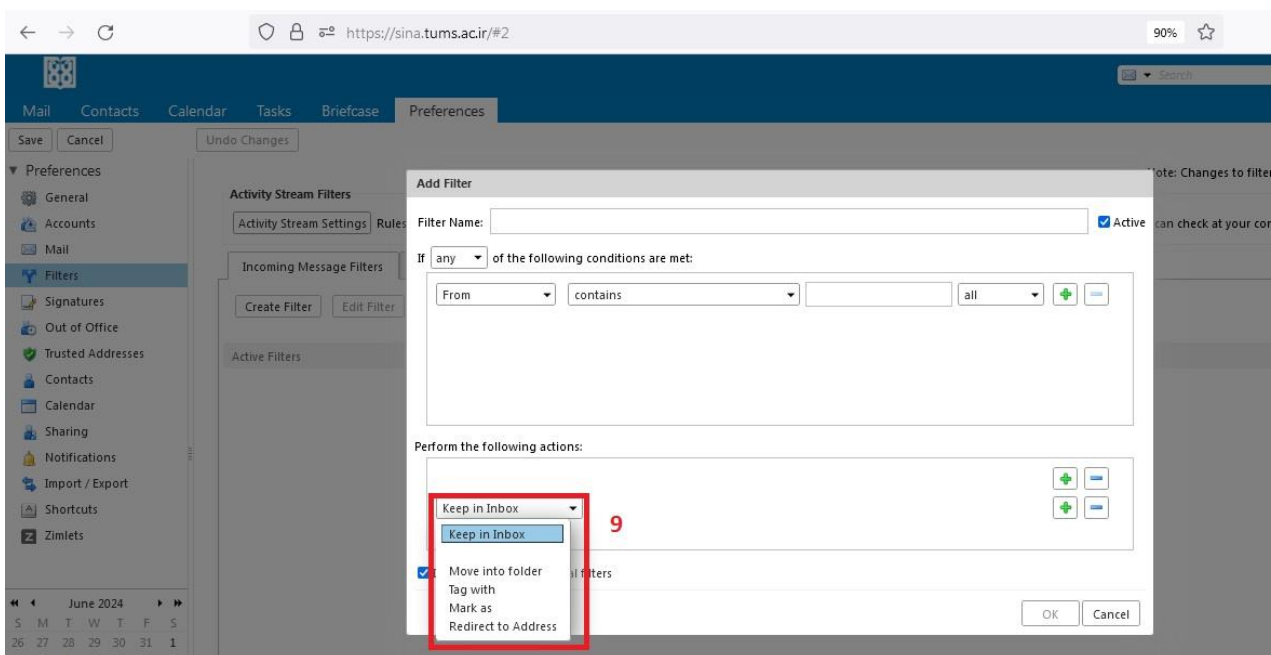 https://sina.tums.ac.ir/#2
90%
Search
Mail Contacts Calendar Tasks Briefcase Preferences
Save Cancel Undo Changes
Preferences
General
Accounts
Mail
Filters
Signatures
Out of Office
Trusted Addresses
Contacts
Calendar
Sharing
Notifications
Import / Export
Shortcuts
Zimlets
June 2024
S M T W T F S
26 27 28 29 30 31 1
Note: Changes to filter
Activity Stream Filters
Activity Stream Settings Rules
can check at your cor
Incoming Message Filters
Create Filter Edit Filter
Active Filters
Add Filter
Filter Name: Active
If any of the following conditions are met:
From contains all
Perform the following actions:
Keep in Inbox
9
Keep in Inbox
Move into folder
Tag with
Mark as
Redirect to Address
filters
OK Cancel